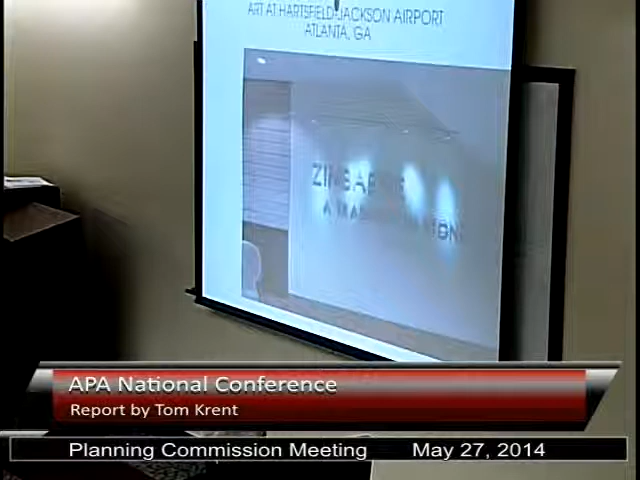 ART AT HARTSFIELD-JACKSON AIRPORT
ATLANTA, GA
APA National Conference
Report by Tom Krent
Planning Commission Meeting May 27, 2014